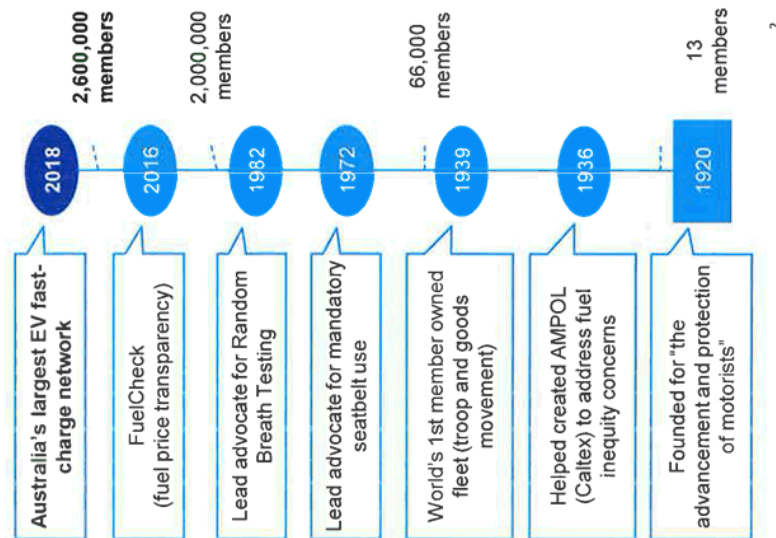 2018
2,600,000
members
Australia's largest EV fast-
charge network
2016
FuelCheck
(fuel price transparency)
2,000,000
members
1982
Lead advocate for Random
Breath Testing
1972
Lead advocate for mandatory
seatbelt use
66,000
members
1939
World's 1st member owned
fleet (troop and goods
movement)
1936
Helped created AMPOL
(Caltex) to address fuel
inequity concerns
13
members
1920
Founded for "the
advancement and protection
of motorists"
2